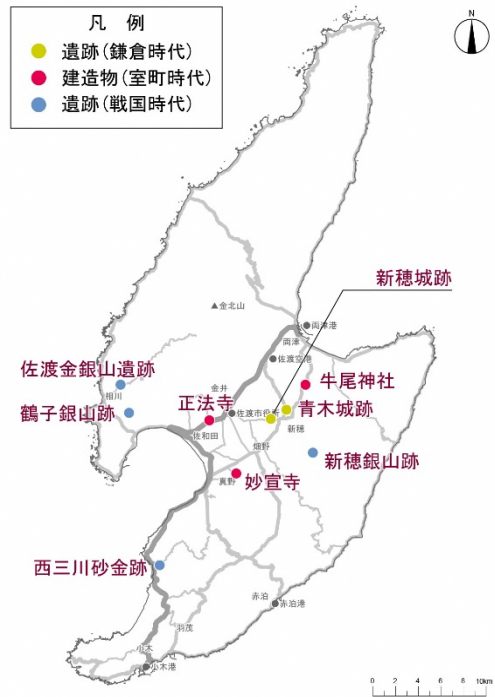 凡 例
遺跡(鎌倉時代)
建造物(室町時代)
遺跡(戦国時代)
N
新穂城跡
▲金北山
両津港
両津
佐渡空港
佐渡金銀山遺跡
相川
牛尾神社
金井
正法寺
佐渡市役所
青木城跡
鶴子銀山跡
新穂
佐和田
畑野
新穂銀山跡
真野
妙宣寺
西三川砂金跡
赤泊
赤泊港
羽茂
小木
小木港
0 2 4 6 8 10km